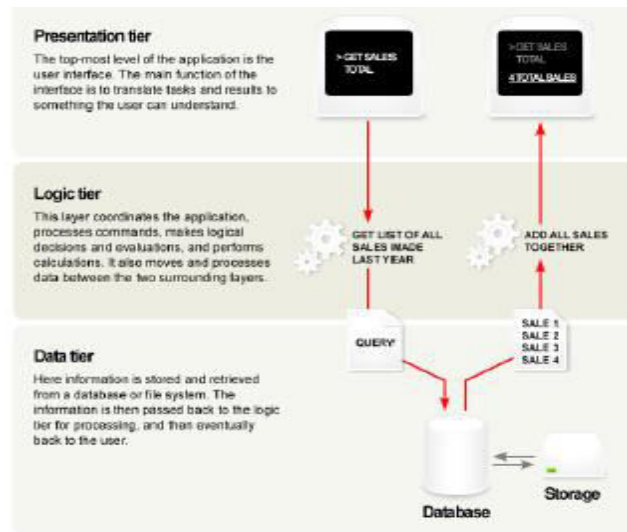 Presentation tier
The top-most level of the application is the
user interface. The main function of the
interface is to translate tasks and results to
something the user can understand.
> GET SALES
TOTAL
> GET SALES
TOTAL
4 TOTAL SALES
Logic tier
This layer coordinates the application,
processes commands, makes logical
decisions and evaluations, and performs
calculations. It also moves and processes
data between the two surrounding layers.
GET LIST OF ALL
SALES MADE
LAST YEAR
ADD ALL SALES
TOGETHER
Data tier
Here information is stored and retrieved
from a database or file system. The
information is then passed back to the logic
tier for processing, and then eventually
back to the user.
QUERY
SALE 1
SALE 2
SALE 3
SALE 4
Database
Storage